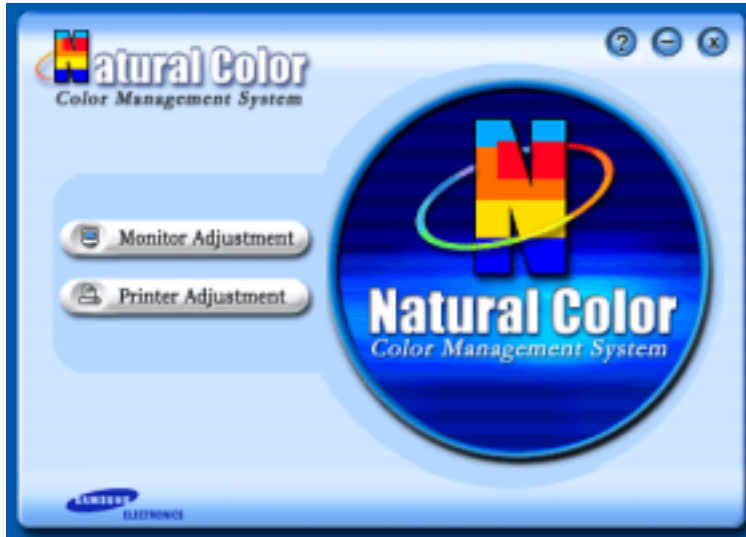 Natural Color
Color Management System
Monitor Adjustment
Printer Adjustment
Natural Color
Color Management System
SAMSUNG
ELECTRONICS